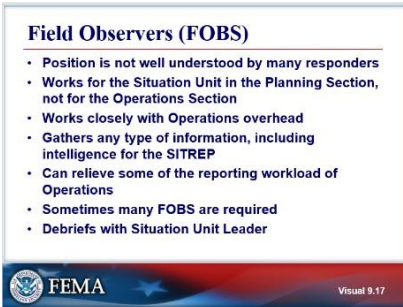 Field Observers (FOBS)
• Position is not well understood by many responders
• Works for the Situation Unit in the Planning Section,
not for the Operations Section
• Works closely with Operations overhead
• Gathers any type of information, including
intelligence for the SITREP
• Can relieve some of the reporting workload of
Operations
• Sometimes many FOBS are required
• Debriefs with Situation Unit Leader
FEMA
Visual 9.17